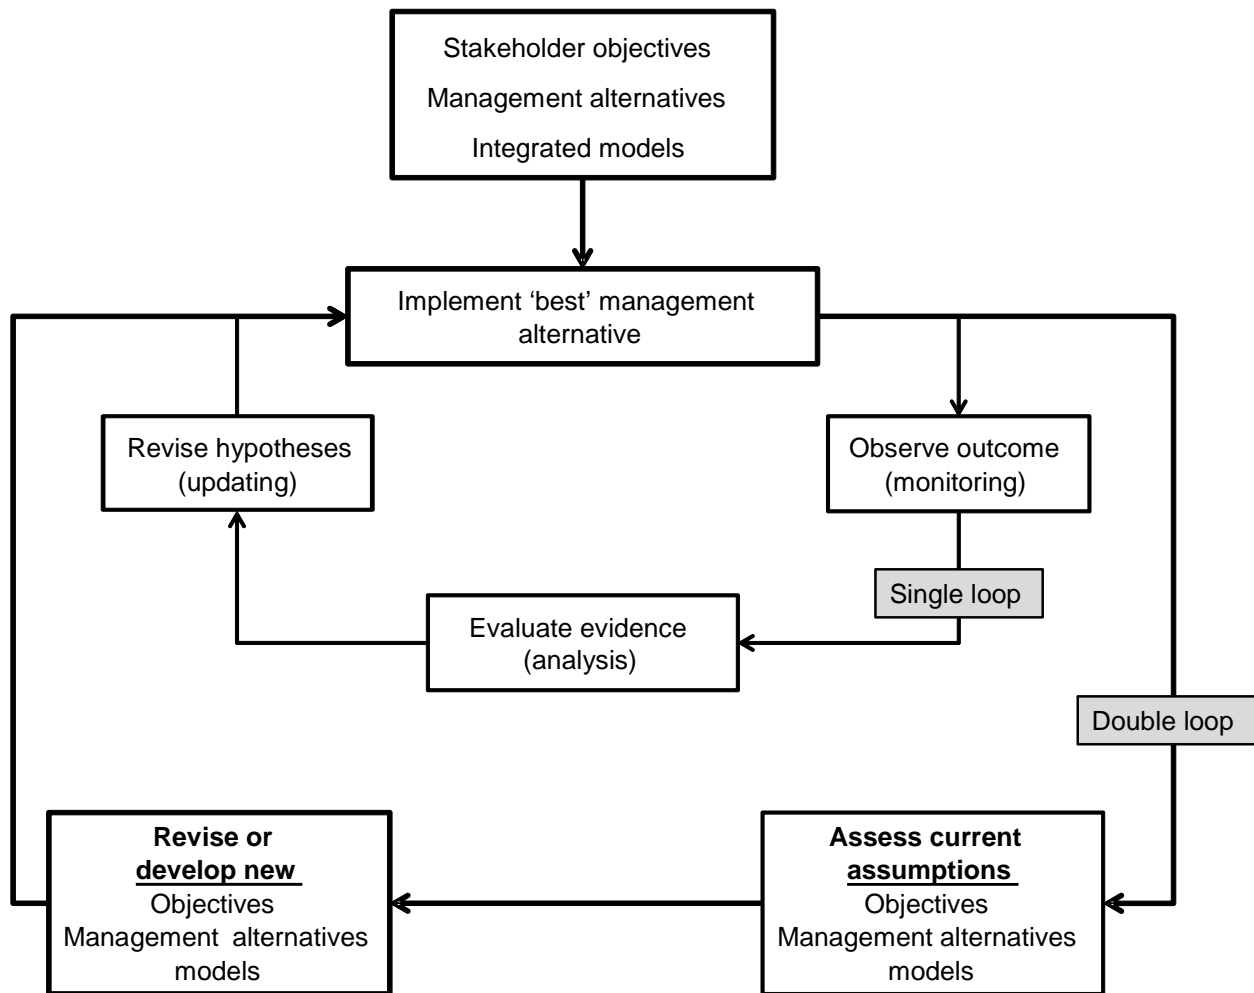 Stakeholder objectives
Management alternatives
Integrated models
Implement ‘best’ management
alternative
Revise hypotheses
(updating)
Observe outcome
(monitoring)
Single loop
Evaluate evidence
(analysis)
Double loop
Revise or
develop new
Objectives
Management alternatives
models
Assess current
assumptions
Objectives
Management alternatives
models